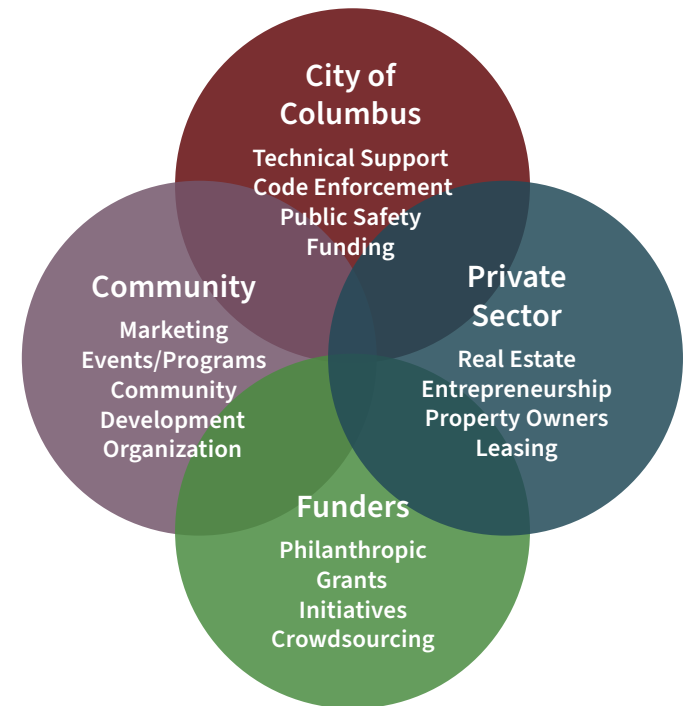 City of
Columbus
Technical Support
Code Enforcement
Public Safety
Funding
Community
Marketing
Events/Programs
Community
Development
Organization
Private
Sector
Real Estate
Entrepreneurship
Property Owners
Leasing
Funders
Philanthropic
Grants
Initiatives
Crowdsourcing